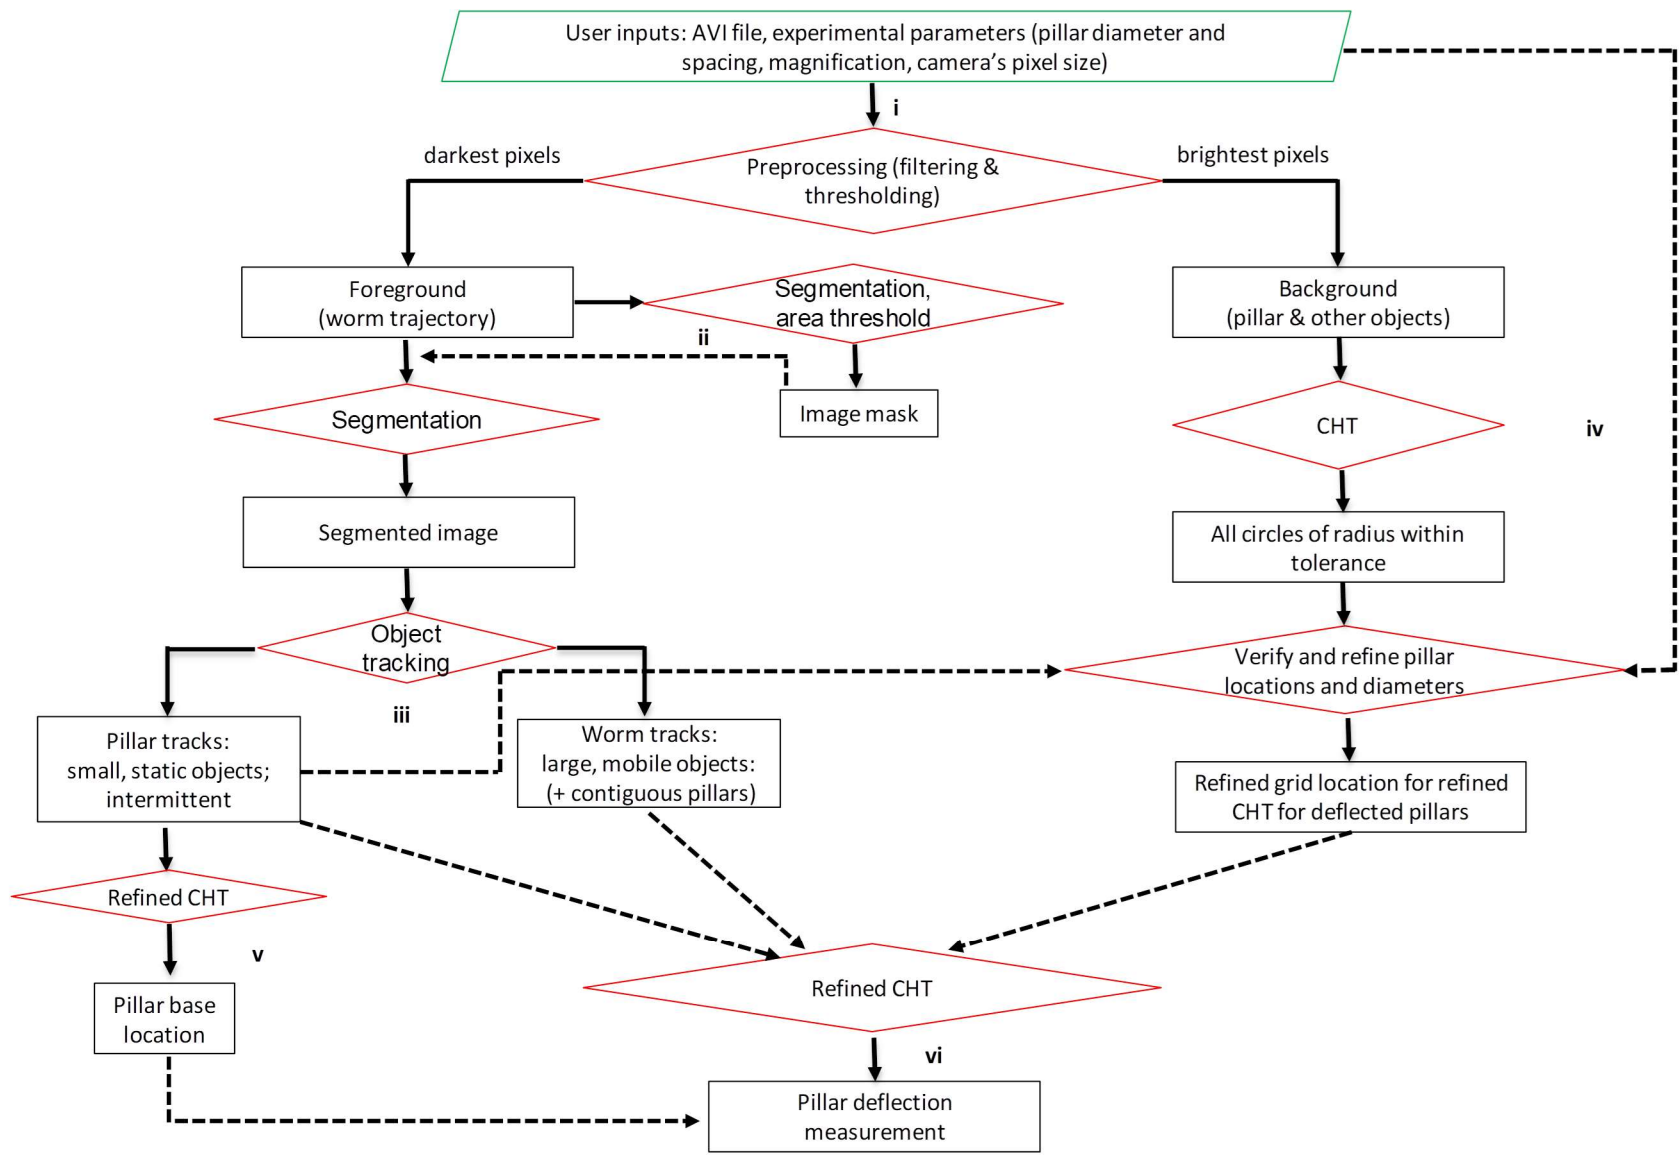 User inputs: AVI file, experimental parameters (pillar diameter and
spacing, magnification, camera's pixel size)
i
darkest pixels
brightest pixels
Preprocessing (filtering &
thresholding)
Foreground
(worm trajectory)
Segmentation,
area threshold
Background
(pillar & other objects)
ii
Image mask
Segmentation
CHT
iv
Segmented image
All circles of radius within
tolerance
Object
tracking
Verify and refine pillar
locations and diameters
iii
Pillar tracks:
small, static objects;
intermittent
Worm tracks:
large, mobile objects:
(+ contiguous pillars)
Refined grid location for refined
CHT for deflected pillars
Refined CHT
v
Pillar base
location
Refined CHT
vi
Pillar deflection
measurement